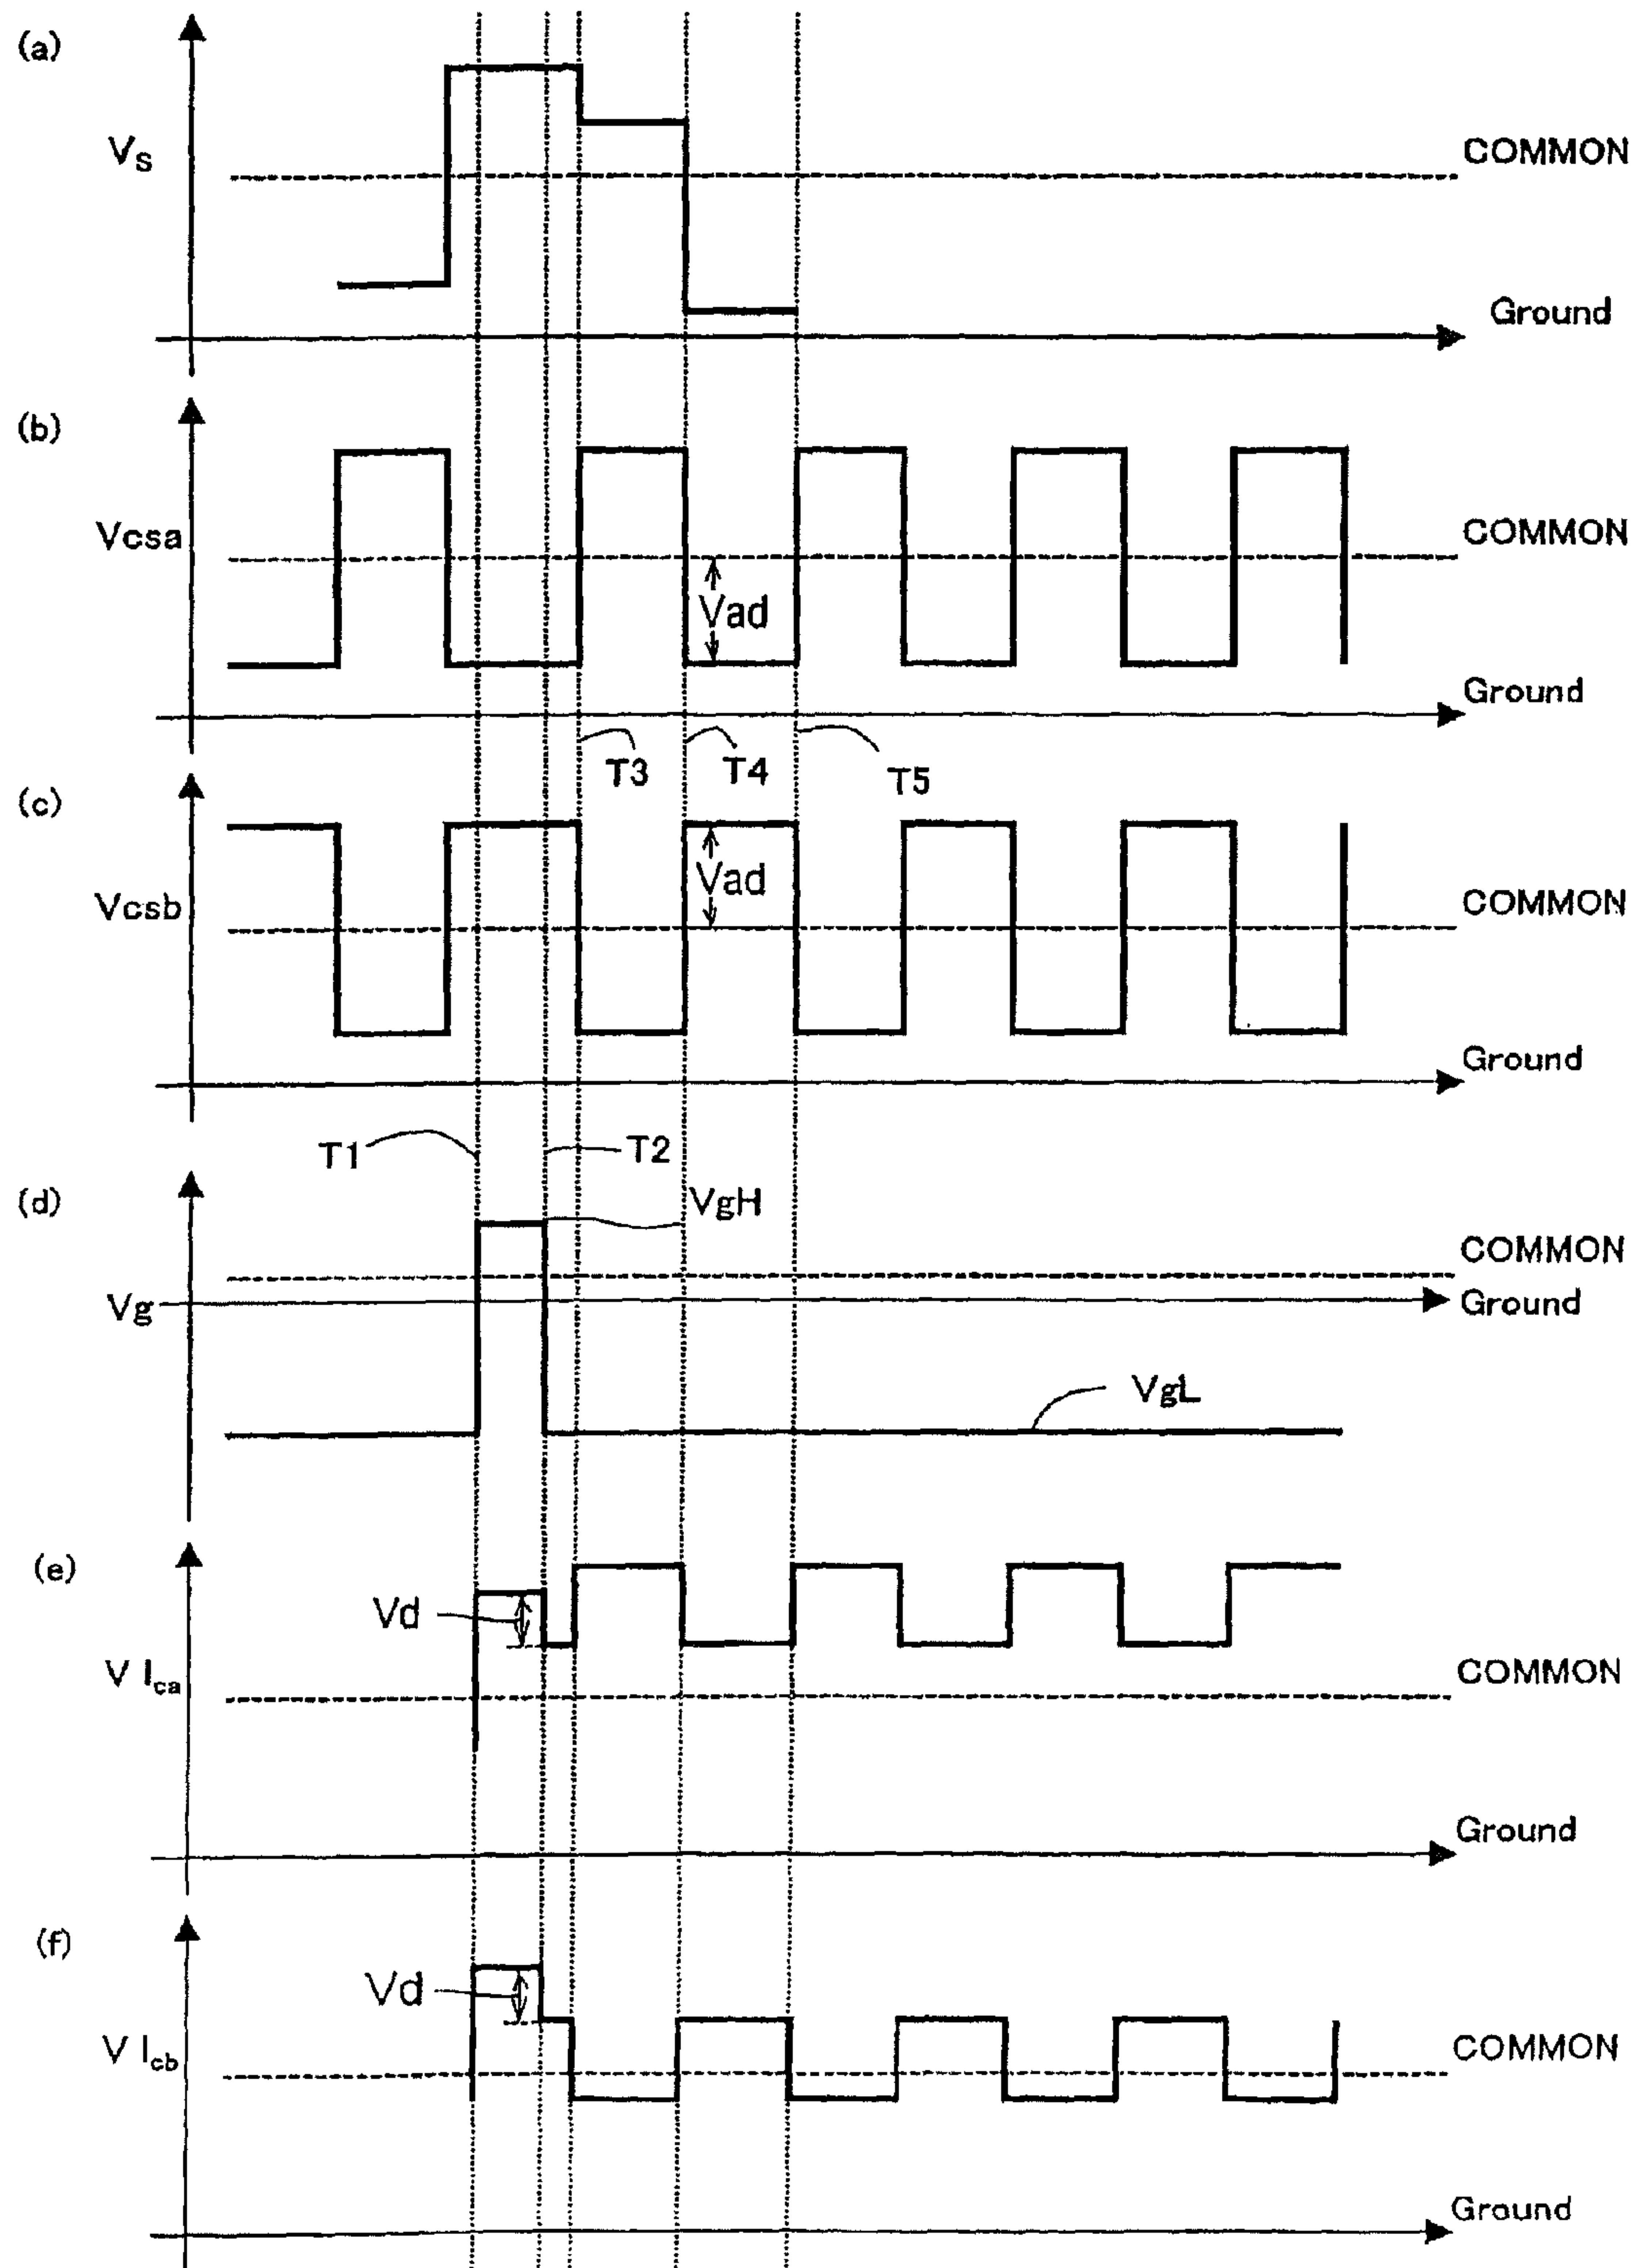 (a)
Vs
COMMON
Ground
(b)
Vcsa
COMMON
Vad
Ground
T3
T4
T5
(c)
Vcsb
Vad
COMMON
Ground
T1
T2
(d)
VgH
COMMON
Vg
Ground
VgL
(e)
Vd
V Ica
COMMON
Ground
(f)
Vd
V Icb
COMMON
Ground